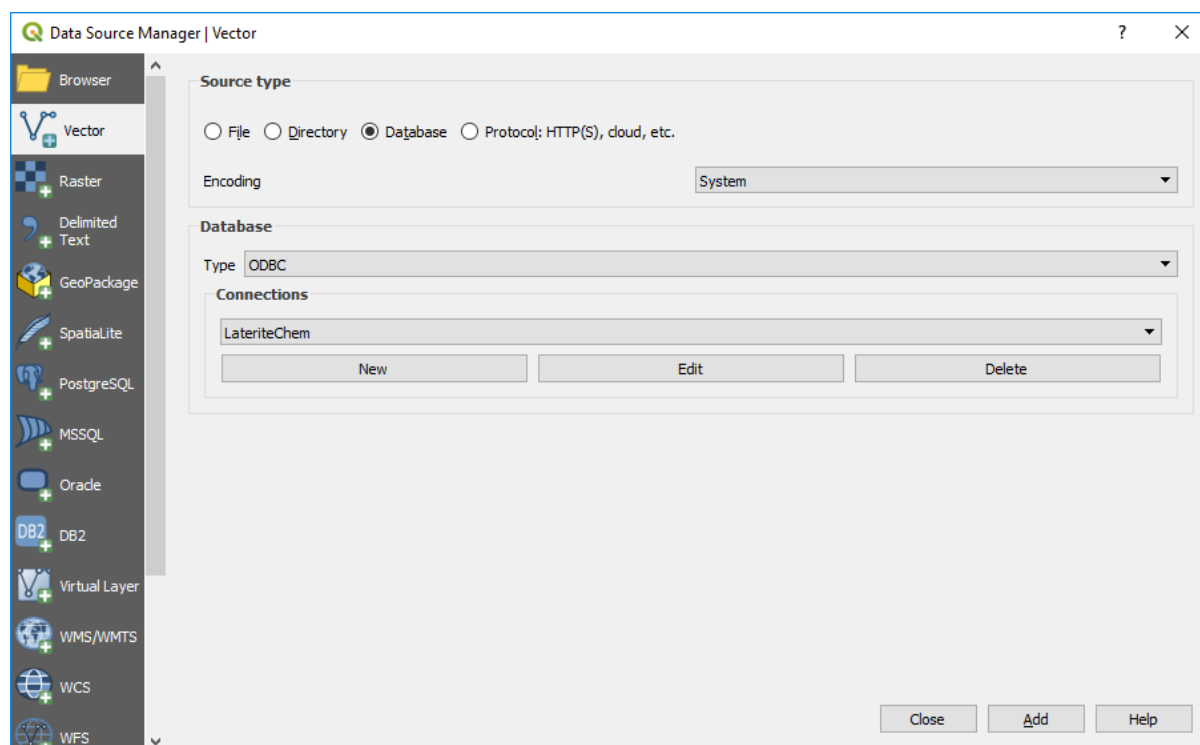 Data Source Manager | Vector
?
Browser
Vector
Raster
Delimited
Text
GeoPackage
SpatiaLite
PostgreSQL
MSSQL
Oracle
DB2
DB2
Virtual Layer
WMS/WMTS
WCS
WFS
Source type
File Directory Database Protocol: HTTP(S), cloud, etc.
Encoding System
Database
Type ODBC
Connections
LateriteChem
New Edit Delete
Close Add Help